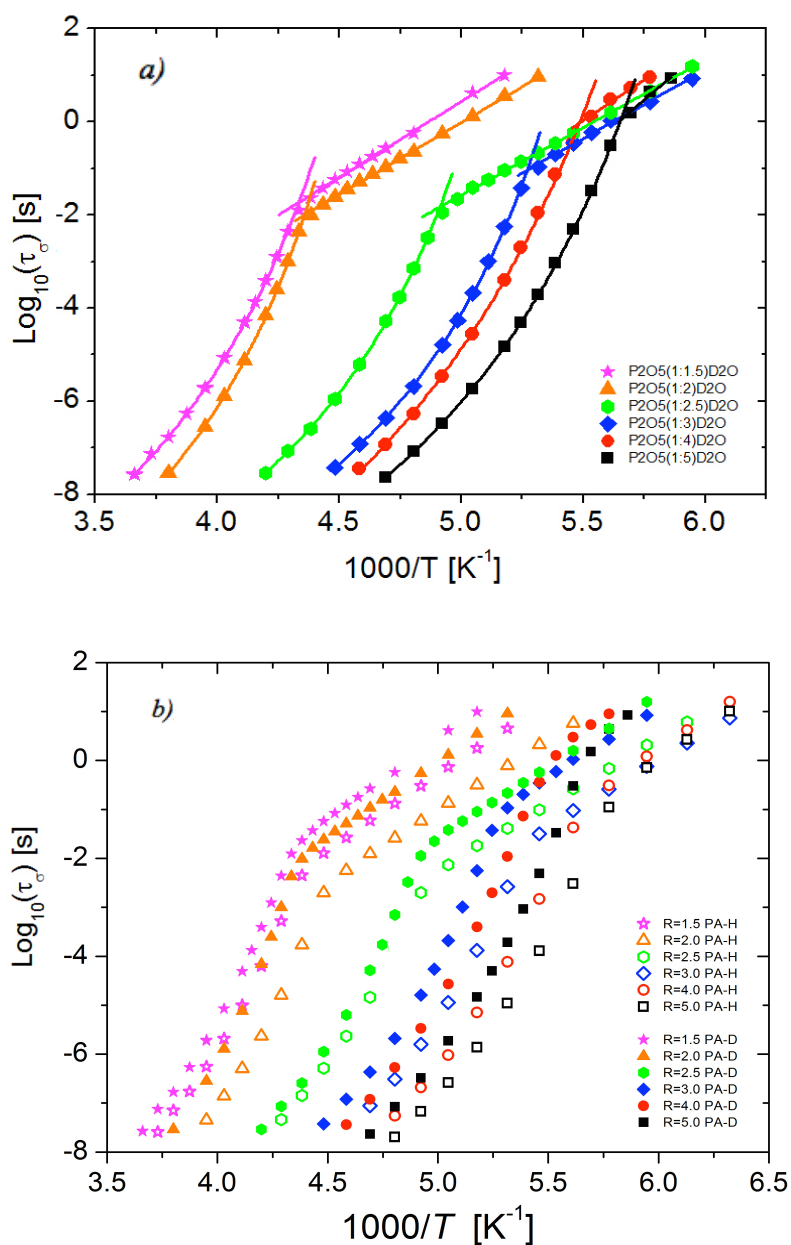 a)
2
0
-2
-4
-6
-8
Log10(τσ) [s]
P2O5(1:1.5)D2O
P2O5(1:2)D2O
P2O5(1:2.5)D2O
P2O5(1:3)D2O
P2O5(1:4)D2O
P2O5(1:5)D2O
3.5 4.0 4.5 5.0 5.5 6.0
1000/T [K-1]
b)
2
0
-2
-4
-6
-8
Log10(τσ) [s]
R=1.5 PA-H
R=2.0 PA-H
R=2.5 PA-H
R=3.0 PA-H
R=4.0 PA-H
R=5.0 PA-H
R=1.5 PA-D
R=2.0 PA-D
R=2.5 PA-D
R=3.0 PA-D
R=4.0 PA-D
R=5.0 PA-D
3.5 4.0 4.5 5.0 5.5 6.0 6.5
1000/T [K-1]